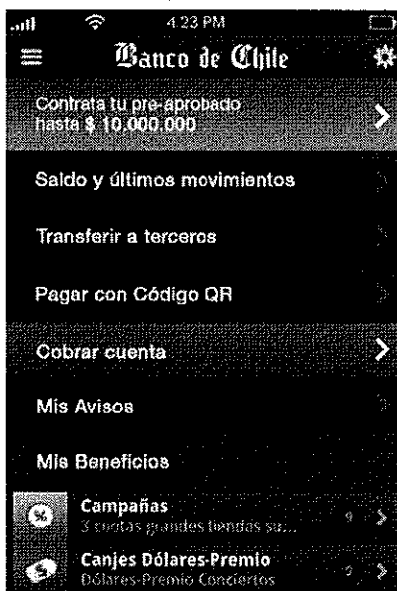 4:23 PM
Banco de Chile
Contrata tu pre-aprobado
hasta $ 10.000.000
Saldo y últimos movimientos
Transferir a terceros
Pagar con Código QR
Cobrar cuenta
Mis Avisos
Mis Beneficios
%
Campañas
3 cuotas grandes tiendas su...
9
Canjes Dólares-Premio
Dólares-Premio Conciertos